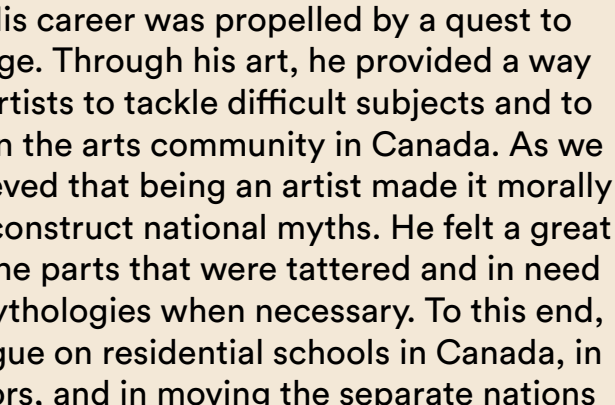 is career was propelled by a quest to
ge. Through his art, he provided a way
rtists to tackle difficult subjects and to
n the arts community in Canada. As we
eved that being an artist made it morally
construct national myths. He felt a great
he parts that were tattered and in need
ythologies when necessary. To this end,
gue on residential schools in Canada, in
ors, and in moving the separate nations